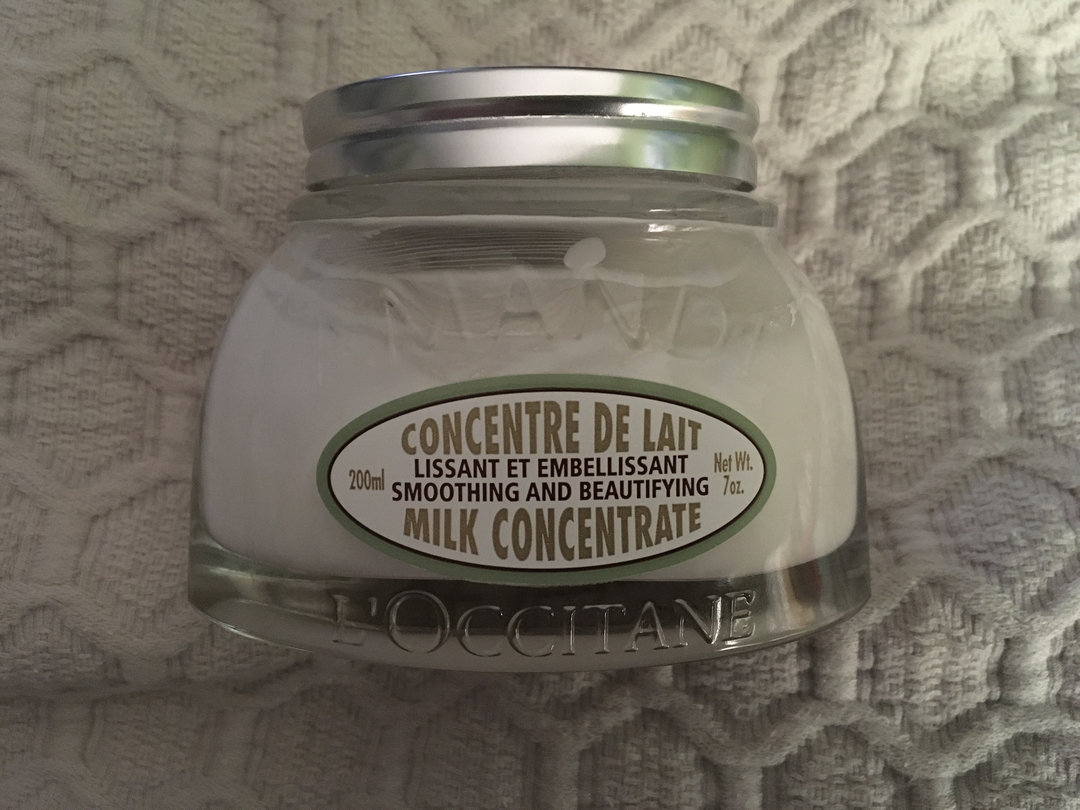 CONCENTRE DE LAIT
LISSANT ET EMBELLISSANT
200ml
SMOOTHING AND BEAUTIFYING
Net Wt.
7oz.
MILK CONCENTRATE
L'OCCITANE